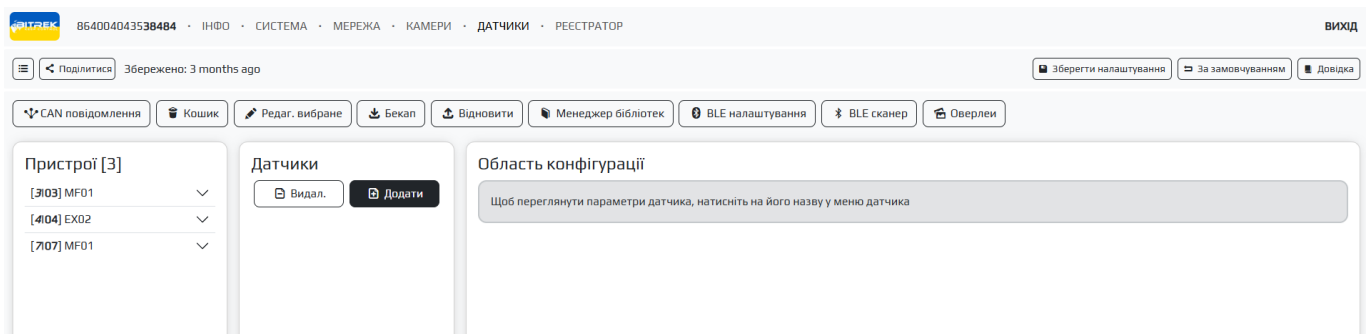 BITREK 864004043538484 · ІНФО · СИСТЕМА · МЕРЕЖА · КАМЕРИ · ДАТЧИКИ · РЕЄСТРАТОР ВИХІД
Поділитися Збережено: 3 months ago Зберегти налаштування За замовчуванням Довідка
CAN повідомлення Кошик Редаг. вибране Бекап Відновити Менеджер бібліотек BLE налаштування BLE сканер Оверлеи
Пристрої [3]
[3|03] MF01
[4|04] EX02
[7|07] MF01
Датчики
Видал. Додати
Область конфігурації
Щоб переглянути параметри датчика, натисніть на його назву у меню датчика